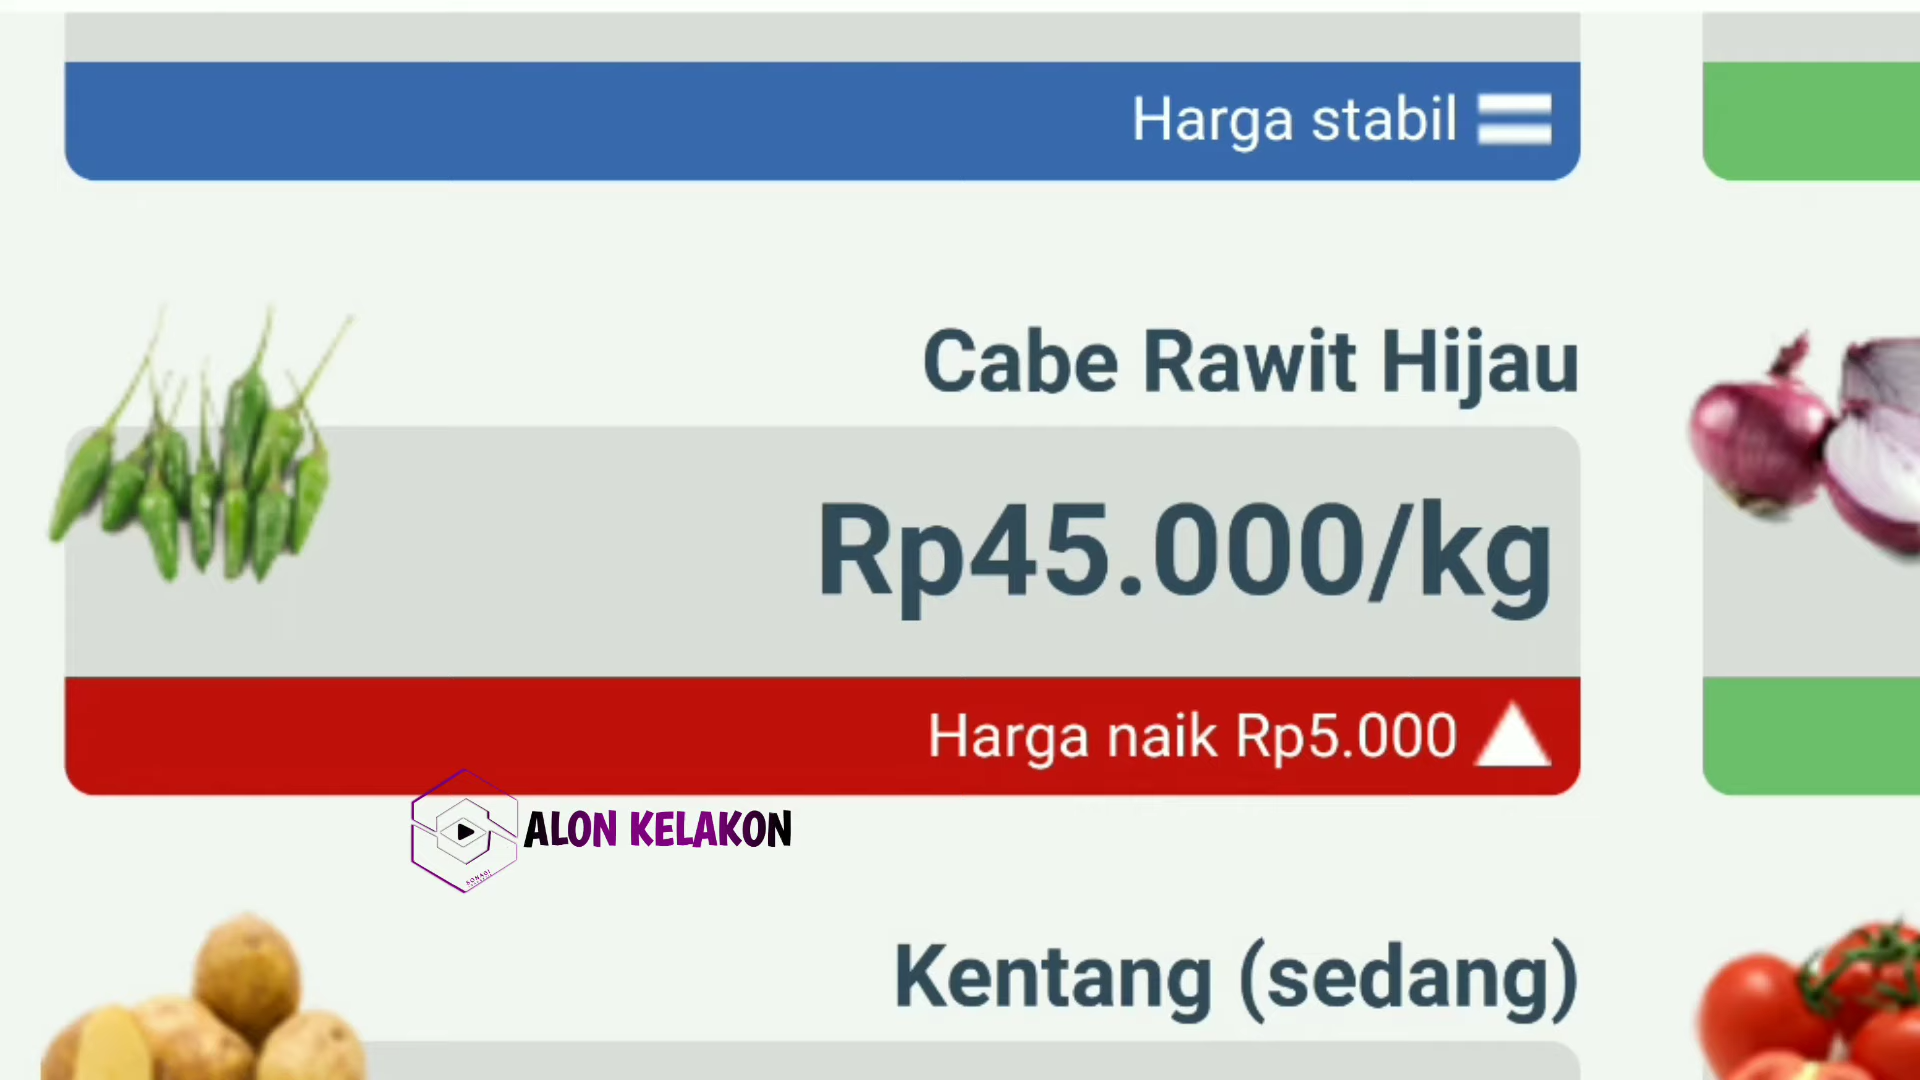 Harga stabil
Cabe Rawit Hijau
Rp45.000/kg
Harga naik Rp5.000
ALON KELAKON
Kentang (sedang)